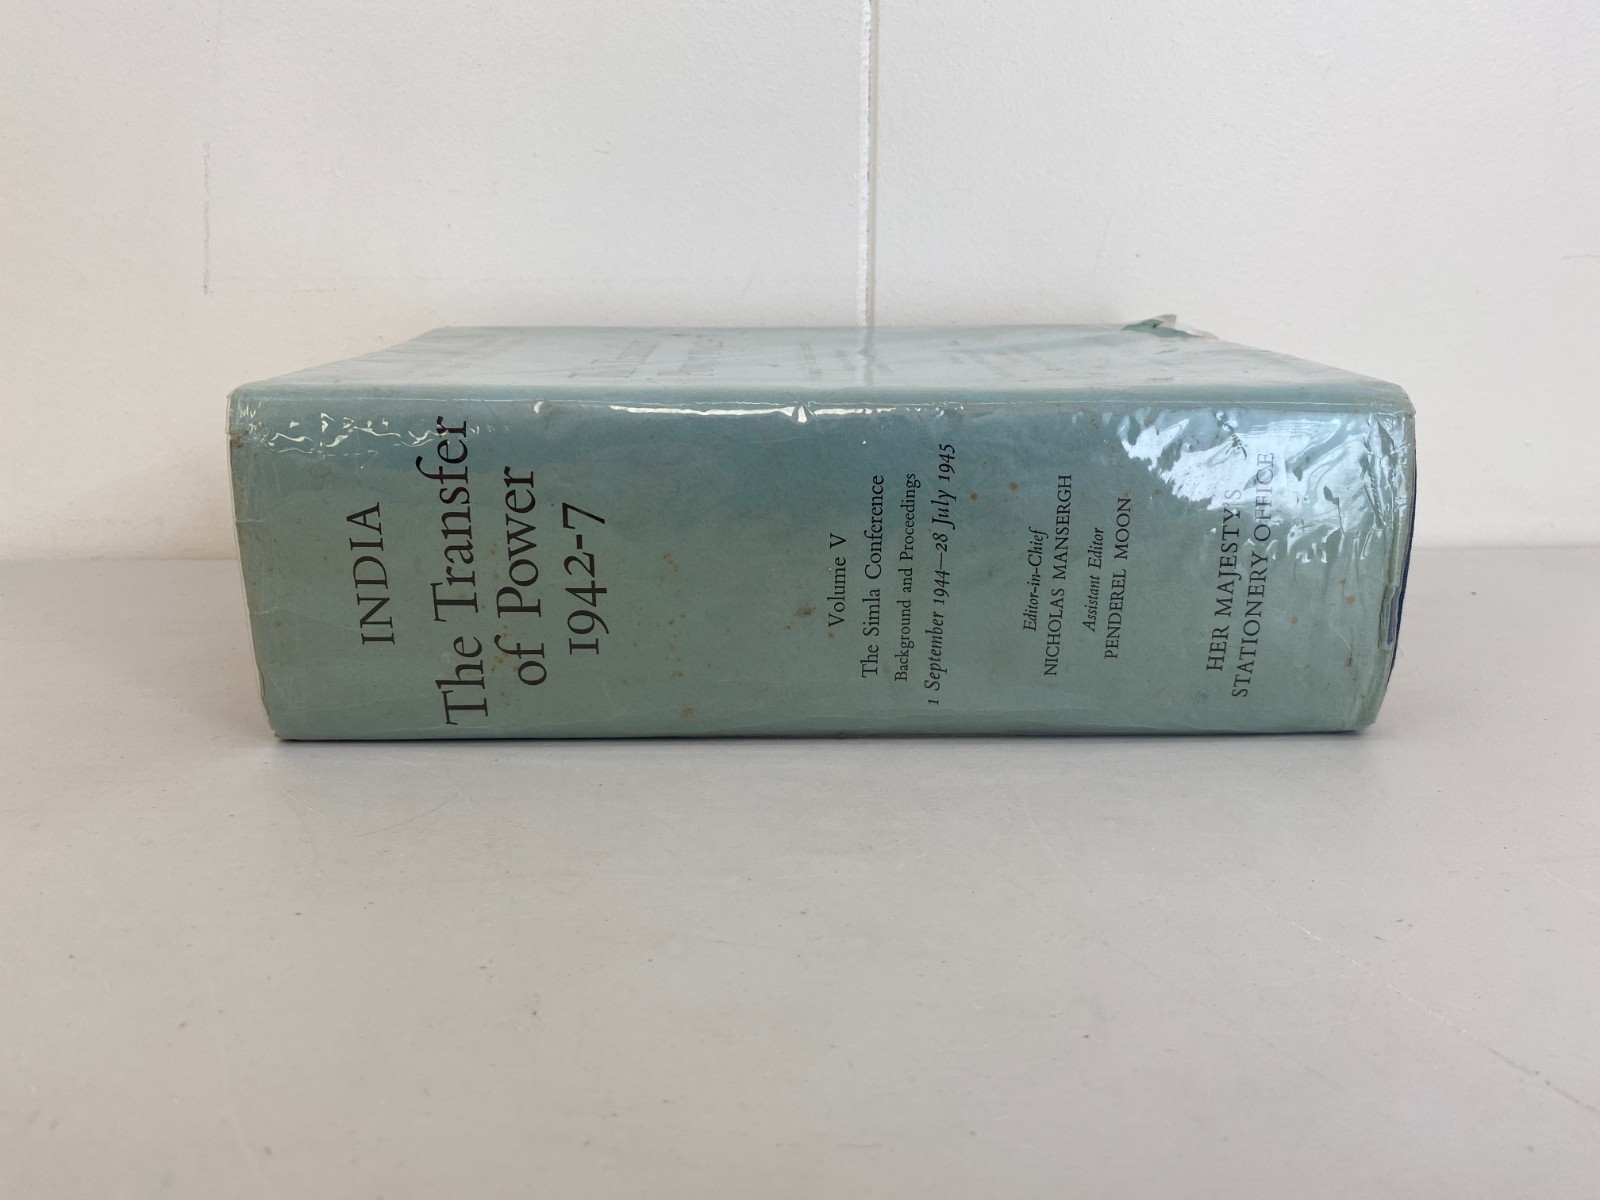 INDIA
The Transfer
of Power
1942-7
Volume V
The Simla Conference
Background and Proceedings
1 September 1944—28 July 1945
Editor-in-Chief
NICHOLAS MANSERGH
Assistant Editor
PENDEREL MOON
HER MAJESTY'S
STATIONERY OFFICE